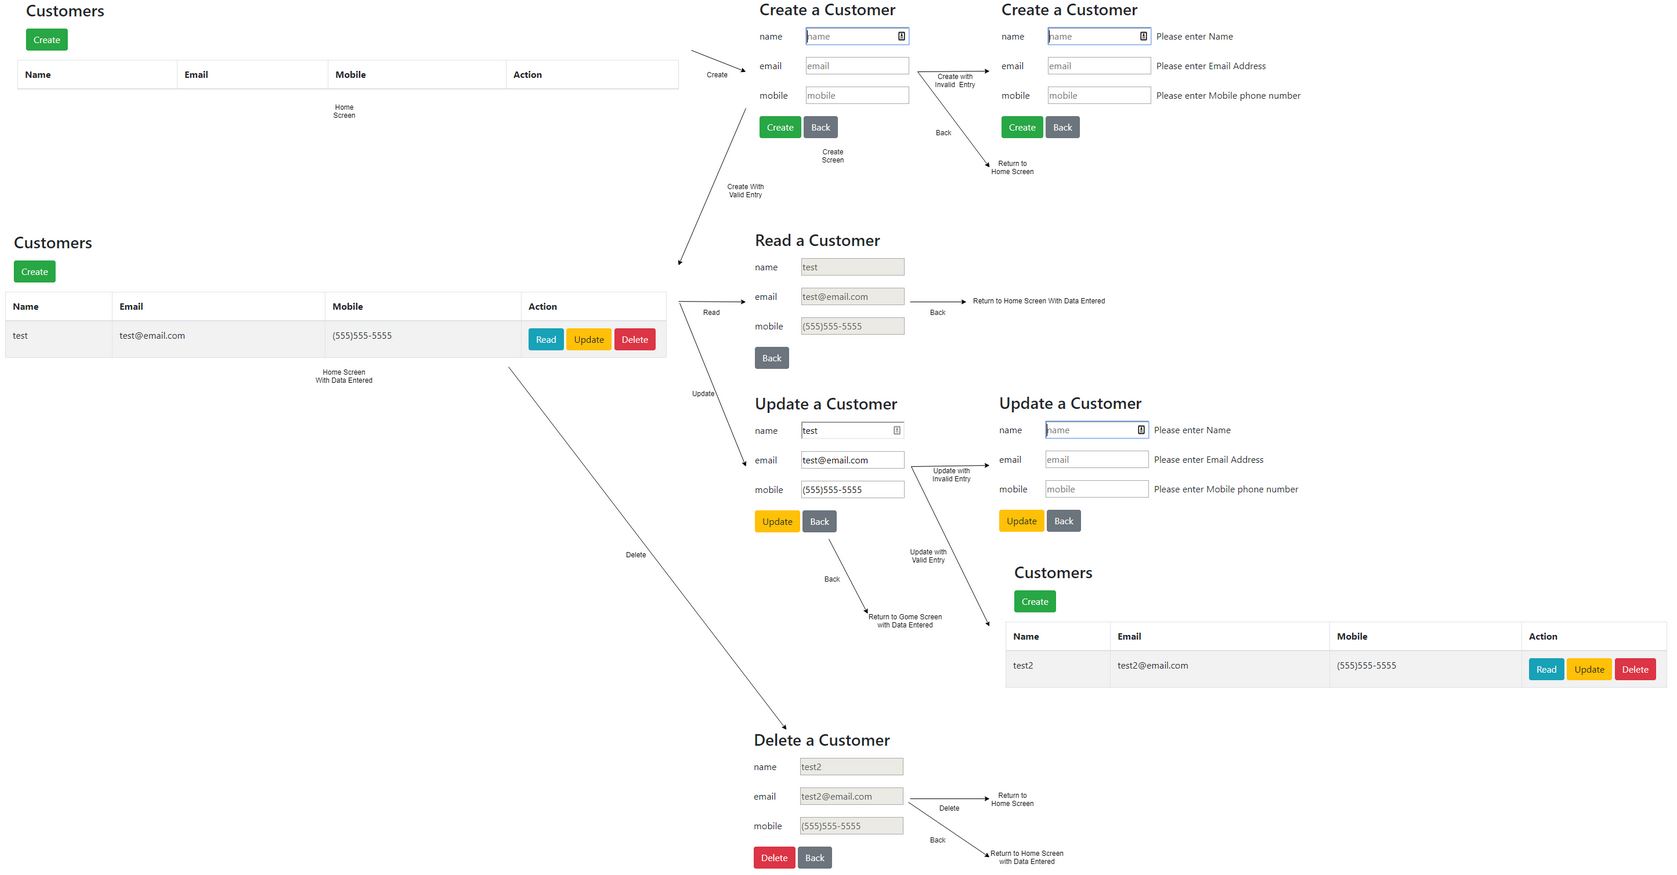 Customers
Create
Name Email Mobile Action
Home
Screen
Create
Create a Customer
name name
email email
mobile mobile
Create Back
Create
Screen
Create with
Invalid Entry
Back
Create a Customer
name name Please enter Name
email email Please enter Email Address
mobile mobile Please enter Mobile phone number
Create Back
Return to
Home Screen
Create With
Valid Entry
Customers
Create
Name Email Mobile Action
test test@email.com (555)555-5555 Read Update Delete
Home Screen
With Data Entered
Read
Read a Customer
name test
email test@email.com
mobile (555)555-5555
Back
Back
Return to Home Screen With Data Entered
Update
Update a Customer
name test
email test@email.com
mobile (555)555-5555
Update Back
Update with
Invalid Entry
Update a Customer
name name Please enter Name
email email Please enter Email Address
mobile mobile Please enter Mobile phone number
Update Back
Update with
Valid Entry
Back
Return to Gome Screen
with Data Entered
Customers
Create
Name Email Mobile Action
test2 test2@email.com (555)555-5555 Read Update Delete
Delete
Delete a Customer
name test2
email test2@email.com
mobile (555)555-5555
Delete Back
Delete
Return to
Home Screen
Back
Return to Home Screen
with Data Entered